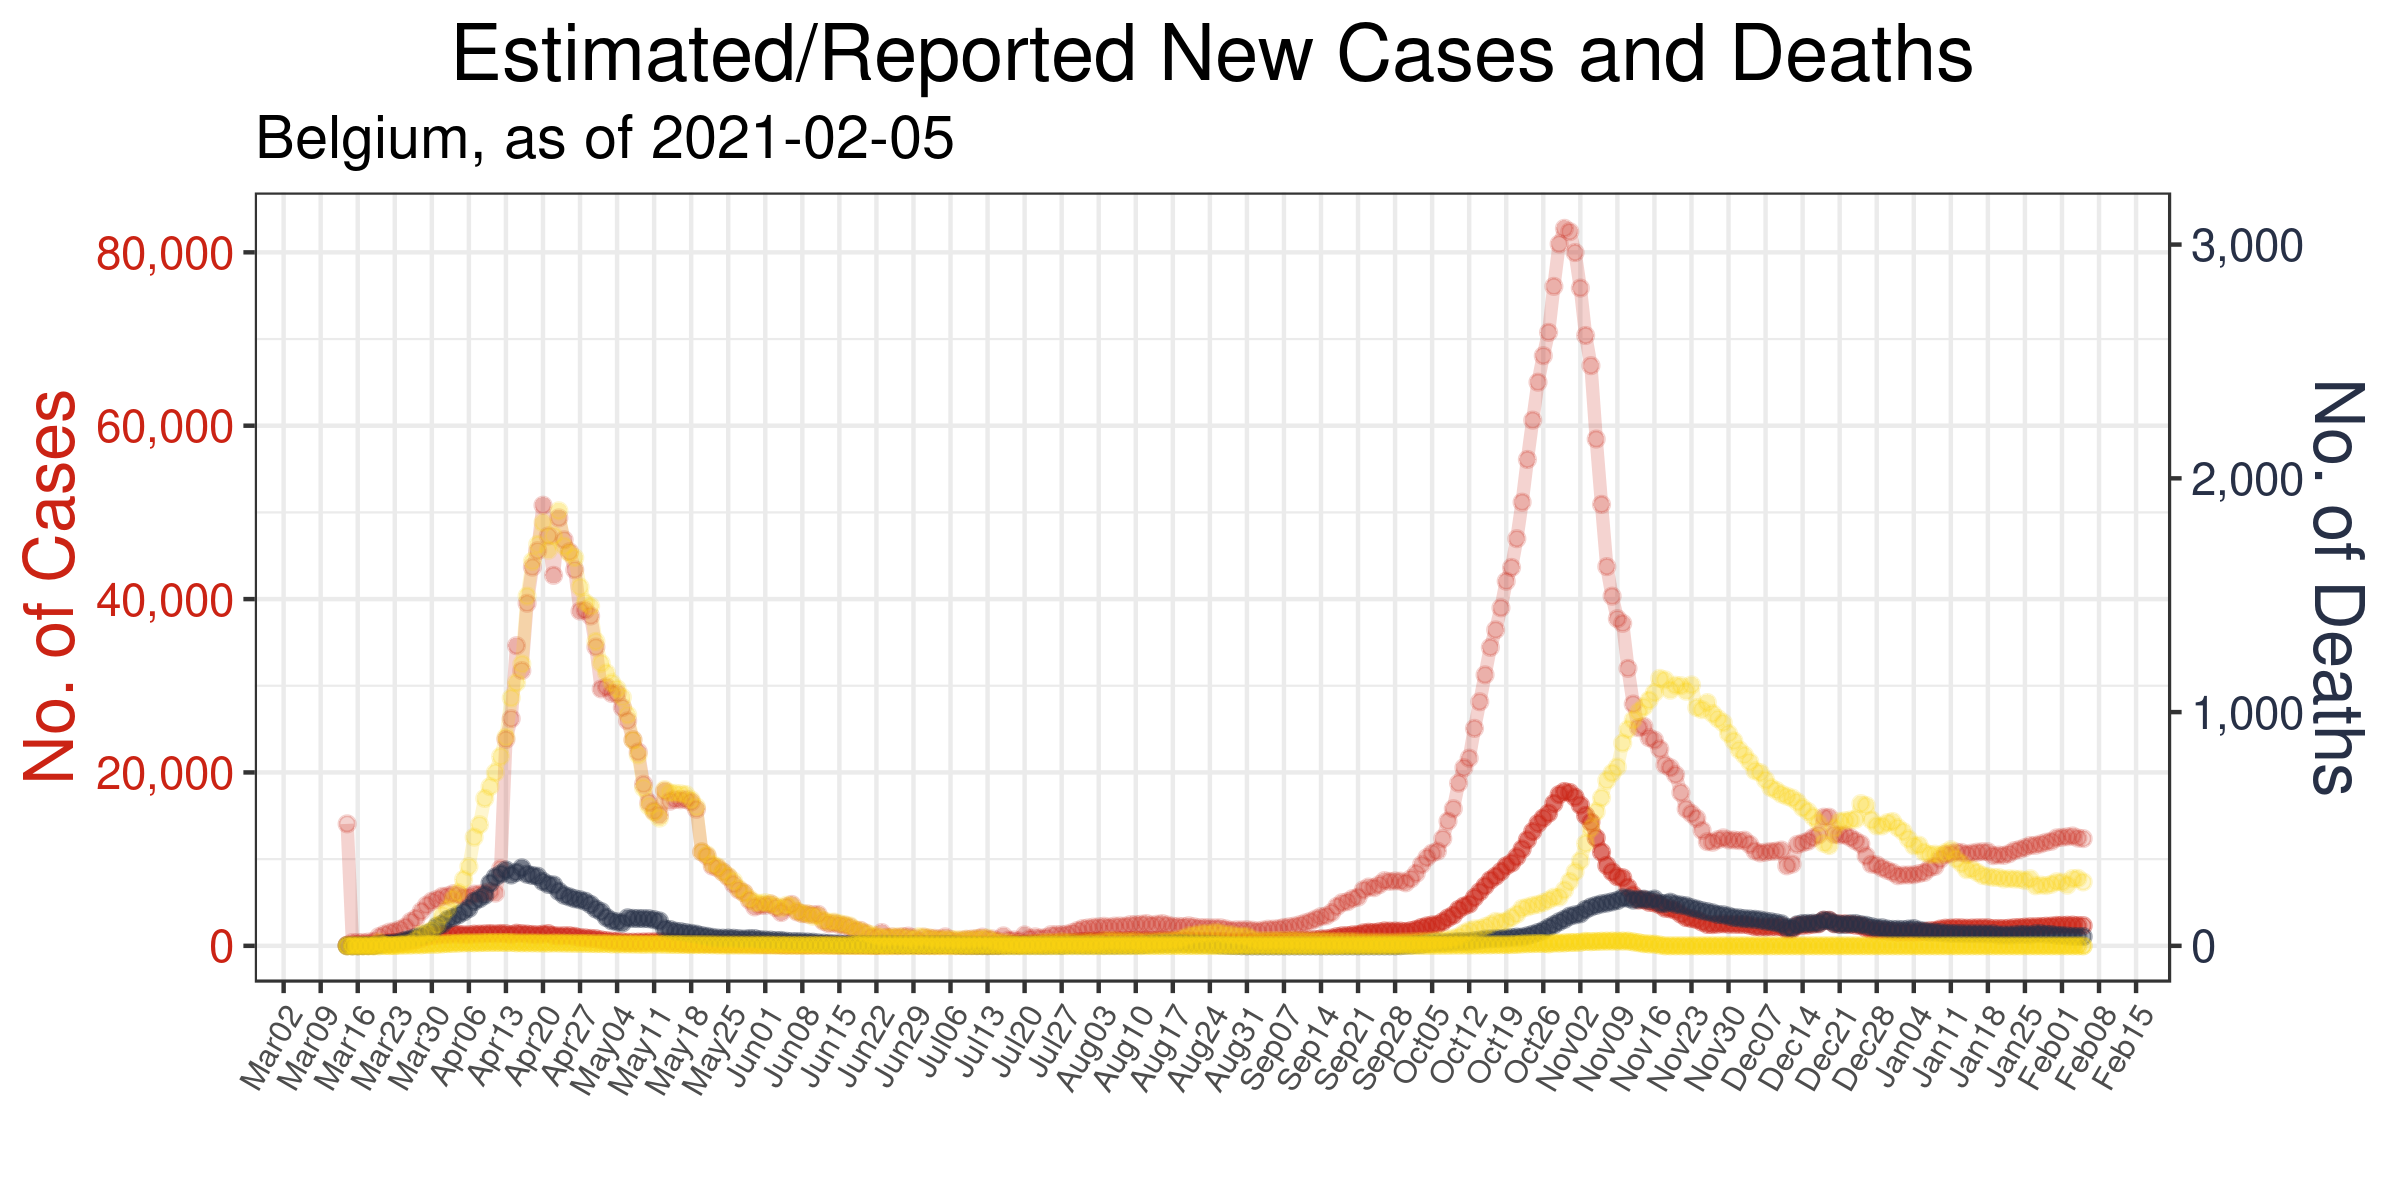 Estimated/Reported New Cases and Deaths
Belgium, as of 2021-02-05
No. of Cases
80,000
60,000
40,000
20,000
0
3,000
2,000
1,000
0
No. of Deaths
Mar02
Mar09
Mar16
Mar23
Mar30
Apr06
Apr13
Apr20
Apr27
May04
May11
May18
May25
Jun01
Jun08
Jun15
Jun22
Jun29
Jul06
Jul13
Jul20
Jul27
Aug03
Aug10
Aug17
Aug24
Aug31
Sep07
Sep14
Sep21
Sep28
Oct05
Oct12
Oct19
Oct26
Nov02
Nov09
Nov16
Nov23
Nov30
Dec07
Dec14
Dec21
Dec28
Jan04
Jan11
Jan18
Jan25
Feb01
Feb08
Feb15